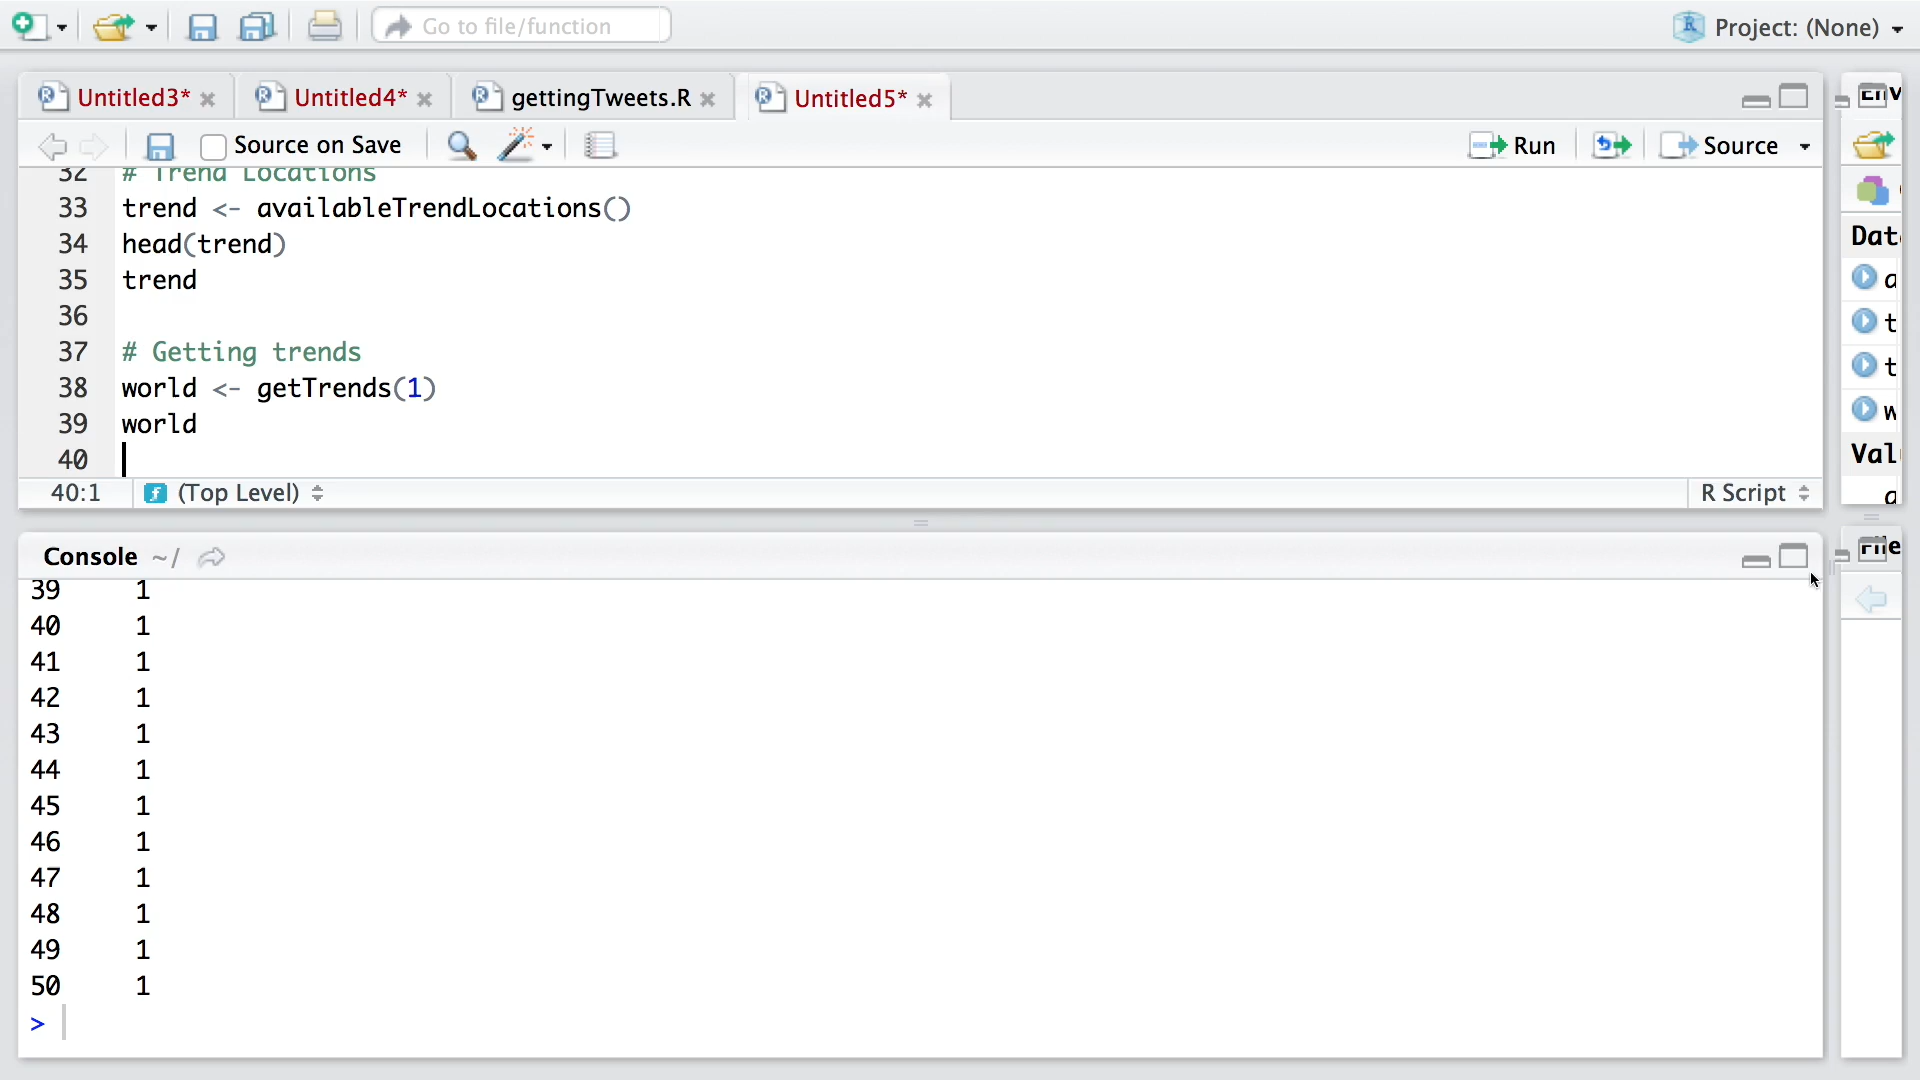 Go to file/function
Project: (None)
Untitled3*
Untitled4*
gettingTweets.R
Untitled5*
Source on Save
Run
Source
32 # Trend Locations
33 trend <- availableTrendLocations()
34 head(trend)
35 trend
36
37 # Getting trends
38 world <- getTrends(1)
39 world
40
40:1
(Top Level)
R Script
Console ~/
39 1
40 1
41 1
42 1
43 1
44 1
45 1
46 1
47 1
48 1
49 1
50 1
>
Env
Dat
a
t
t
w
Val
a
File